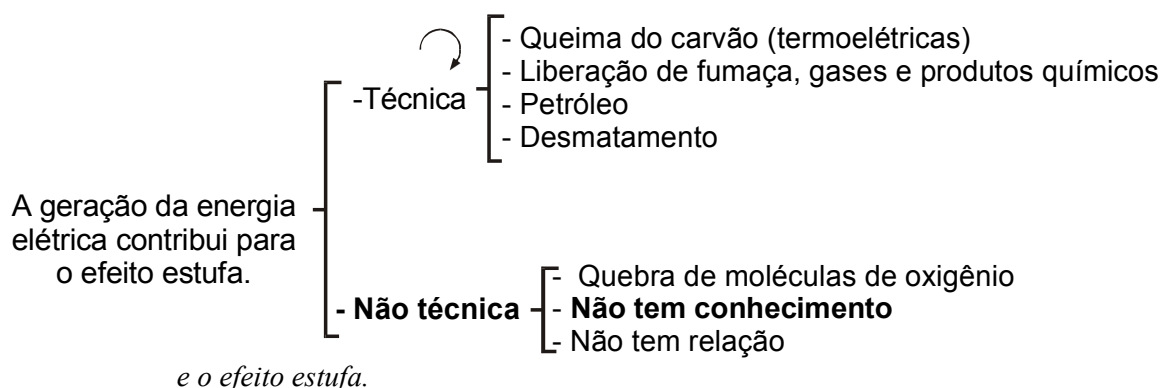 - Queima do carvão (termoelétricas)
- Liberação de fumaça, gases e produtos químicos
-Técnica
- Petróleo
- Desmatamento
A geração da energia
elétrica contribui para
o efeito estufa.
- Quebra de moléculas de oxigênio
- Não técnica
- Não tem conhecimento
- Não tem relação
e o efeito estufa.